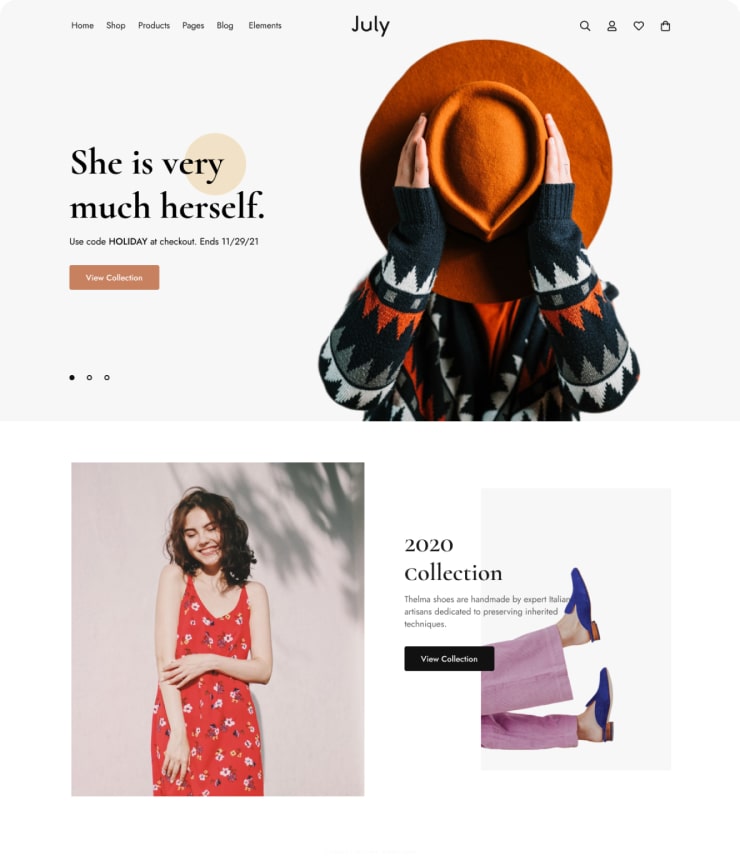 Home Shop Products Pages Blog Elements
July
She is very
much herself.
Use code HOLIDAY at checkout. Ends 11/29/21
View Collection
2020
Collection
Thelma shoes are handmade by expert Italian
artisans dedicated to preserving inherited
techniques.
View Collection